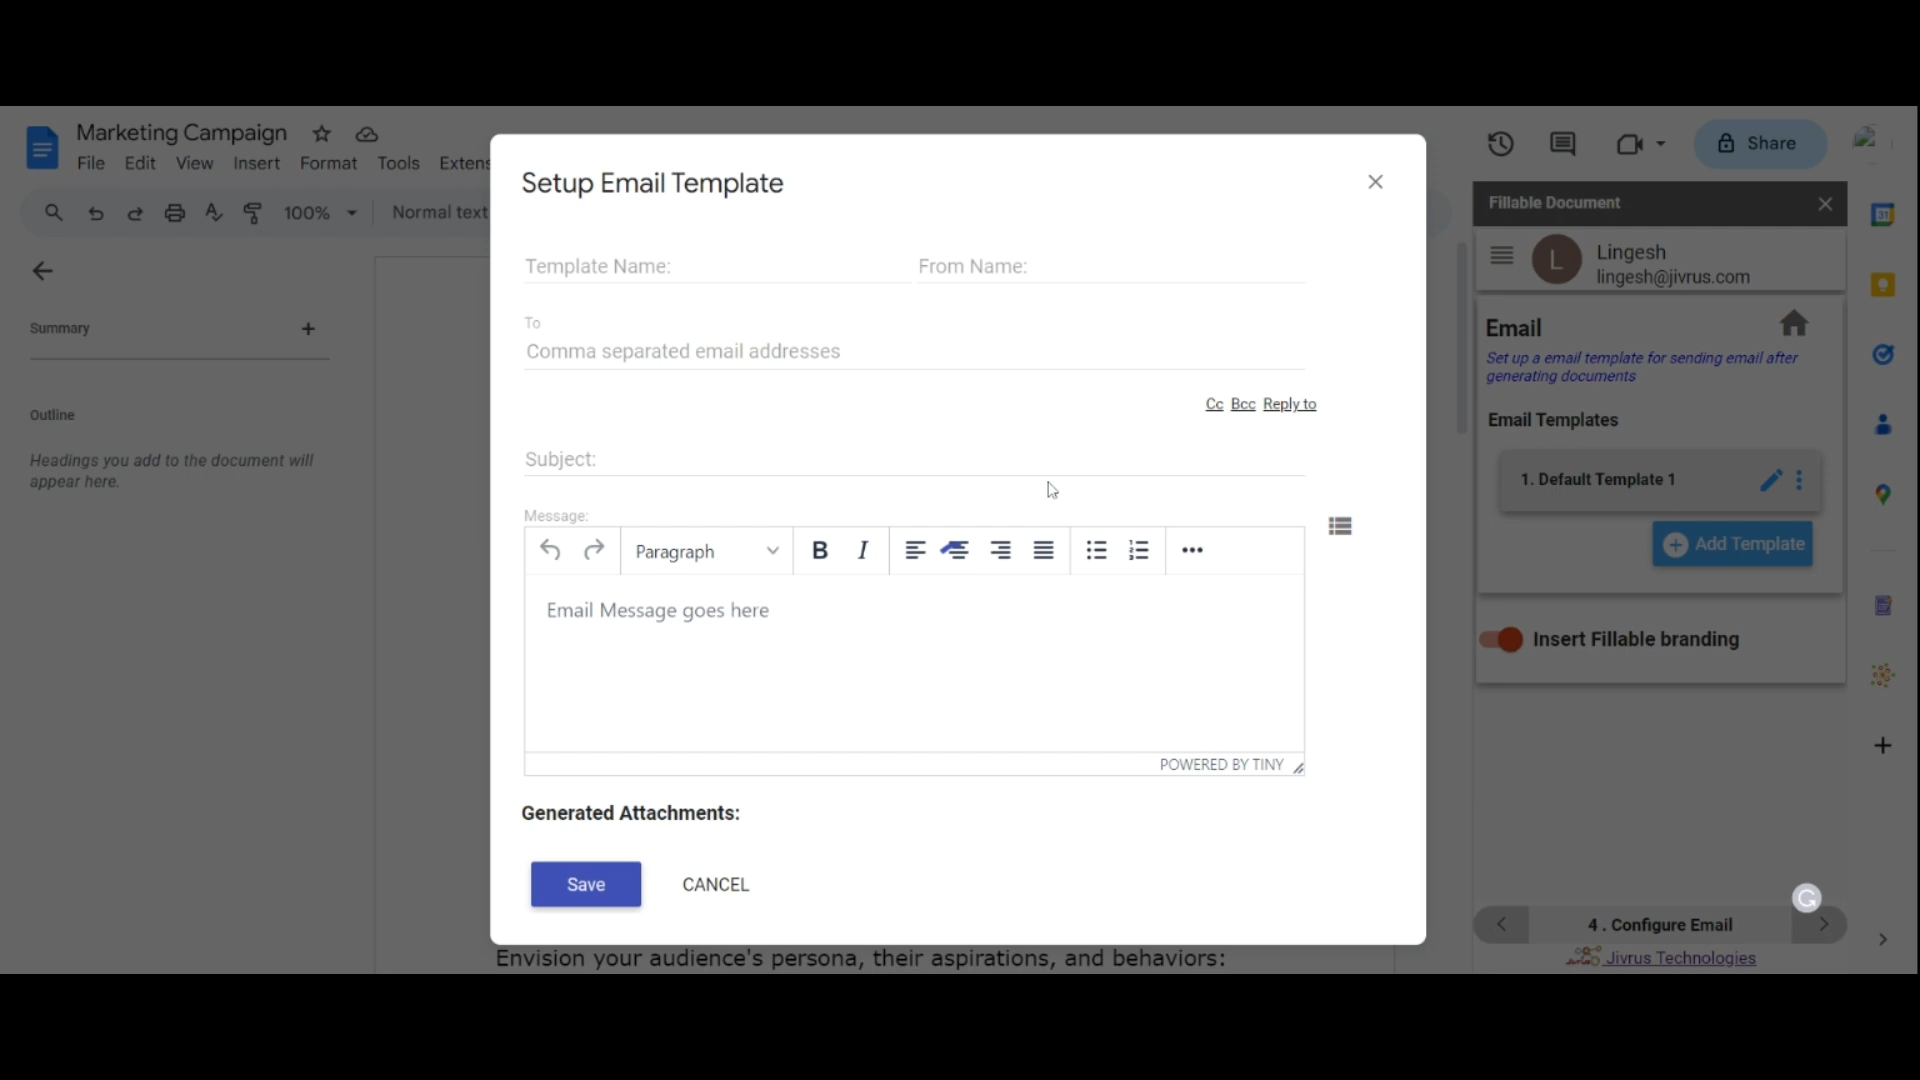 Marketing Campaign
File Edit View Insert Format Tools Extens
100% Normal text
Summary
Outline
Headings you add to the document will
appear here.
Setup Email Template
Template Name: From Name:
To
Comma separated email addresses
Cc Bcc Reply to
Subject:
Message:
Paragraph B I
Email Message goes here
POWERED BY TINY
Generated Attachments:
Save CANCEL
Envision your audience's persona, their aspirations, and behaviors:
Share
Fillable Document
L Lingesh
lingesh@jivrus.com
Email
Set up a email template for sending email after
generating documents
Email Templates
1. Default Template 1
Add Template
Insert Fillable branding
4 . Configure Email
Jivrus Technologies
31